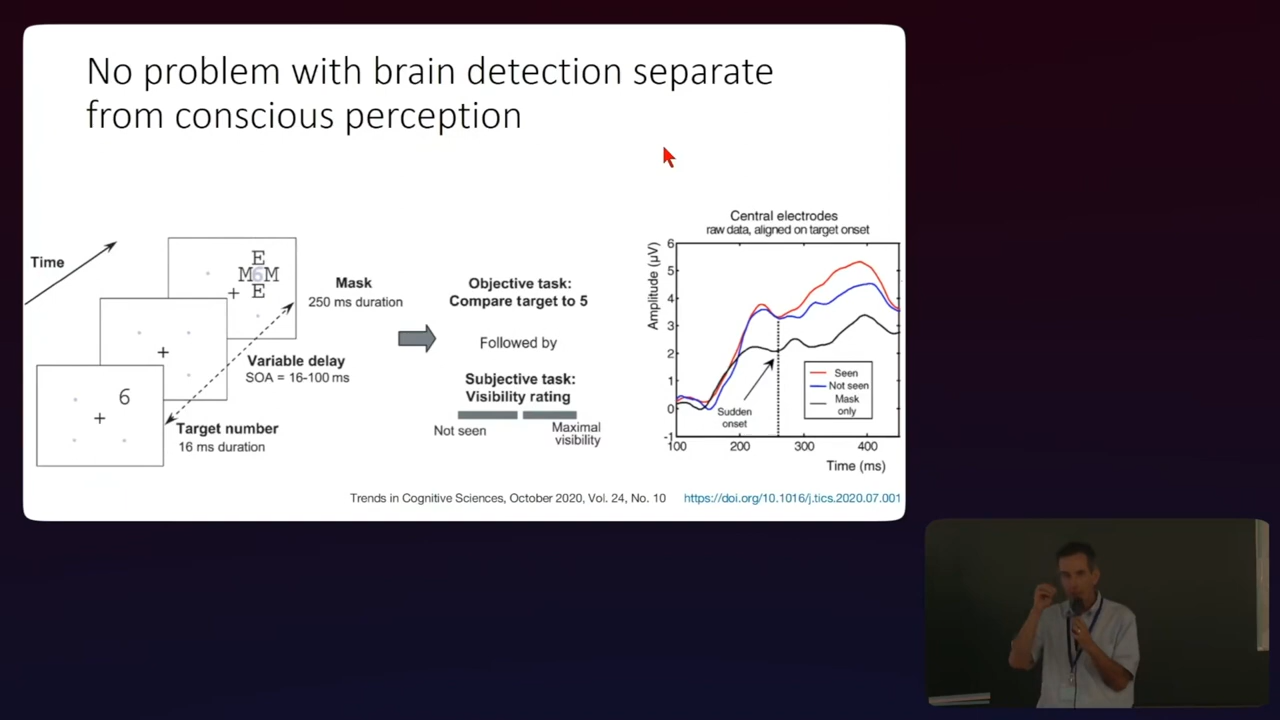 No problem with brain detection separate
from conscious perception
Time
E
M6M
E
+
Mask
250 ms duration
+
Variable delay
SOA = 16-100 ms
6
+
Target number
16 ms duration
Objective task:
Compare target to 5
Followed by
Subjective task:
Visibility rating
Not seen
Maximal
visibility
Central electrodes
raw data, aligned on target onset
Amplitude (µV)
6
5
4
3
2
1
0
-1
Sudden
onset
Seen
Not seen
Mask
only
100
200
300
400
Time (ms)
Trends in Cognitive Sciences, October 2020, Vol. 24, No. 10
https://doi.org/10.1016/j.tics.2020.07.001